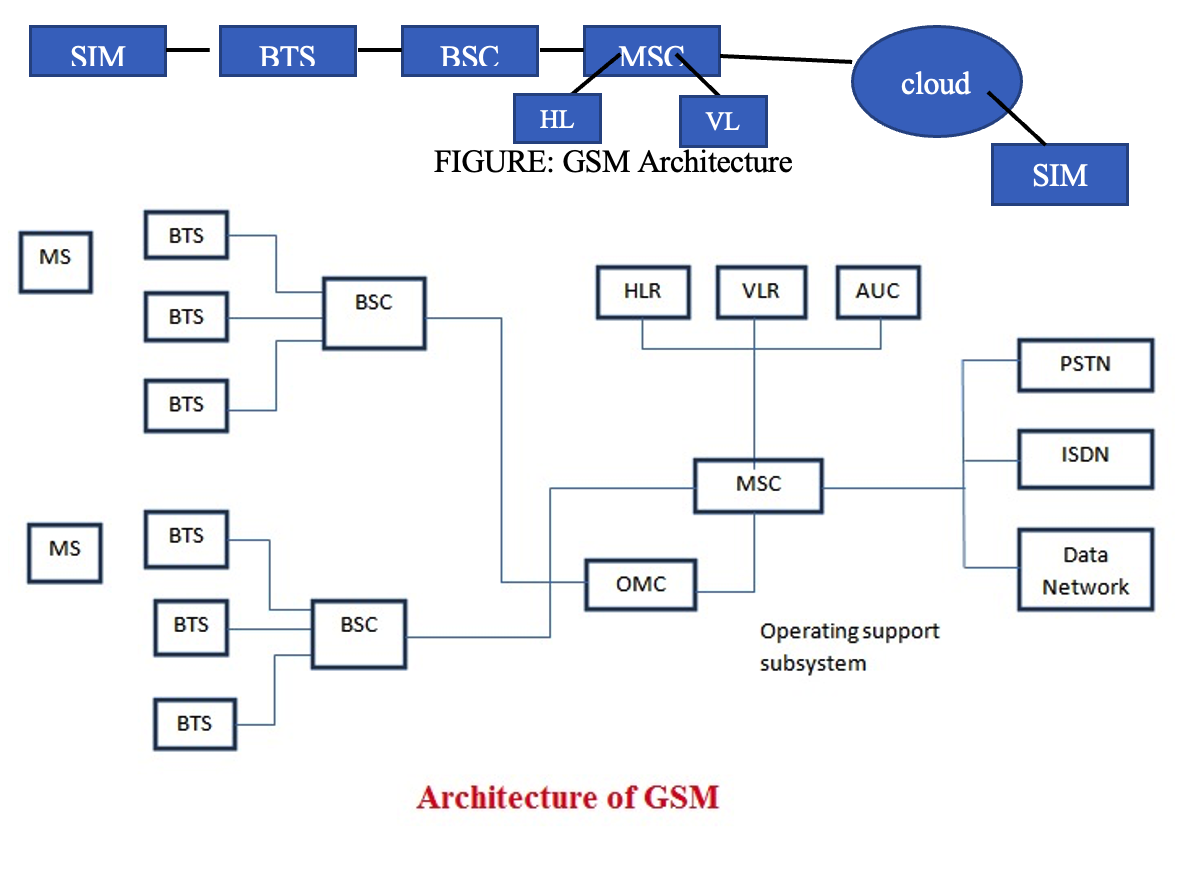 SIM
BTS
BSC
MSC
cloud
HL
VL
FIGURE: GSM Architecture
SIM
MS
BTS
BTS
BTS
BSC
HLR
VLR
AUC
PSTN
ISDN
Data
Network
MSC
OMC
Operating support
subsystem
MS
BTS
BTS
BTS
BSC
Architecture of GSM